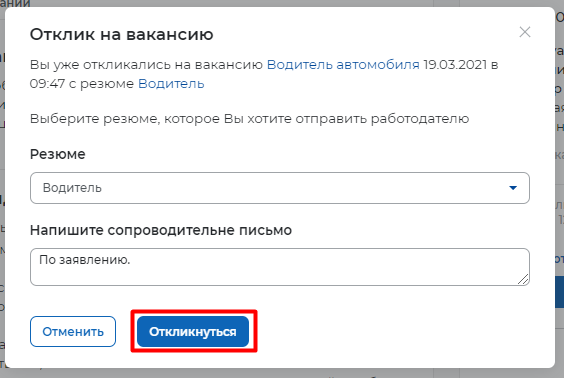 Отклик на вакансию
Вы уже откликались на вакансию Водитель автомобиля 19.03.2021 в
09:47 с резюме Водитель
Выберите резюме, которое Вы хотите отправить работодателю
Резюме
Водитель
Напишите сопроводительне письмо
По заявлению.
Отменить
Откликнуться